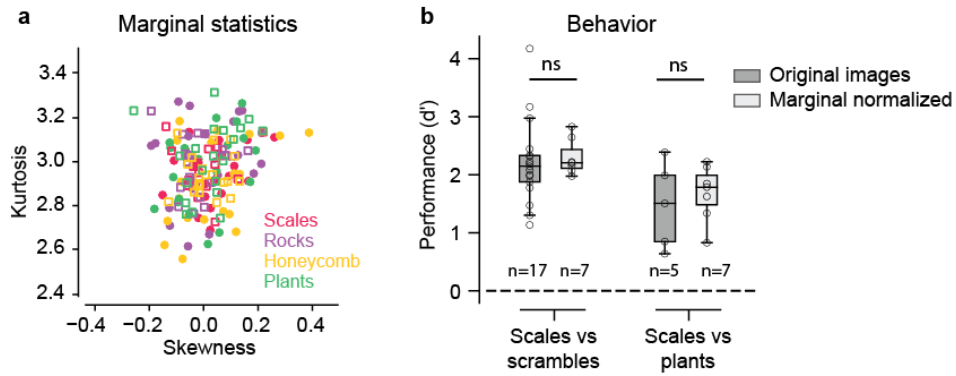 a
Marginal statistics
Kurtosis
3.4
3.2
3.0
2.8
2.6
2.4
Scales
Rocks
Honeycomb
Plants
−0.4 −0.2 0.0 0.2 0.4
Skewness
b
Behavior
Performance (d')
4
3
2
1
0
ns ns
n=17 n=7 n=5 n=7
Scales vs
scrambles
Scales vs
plants
Original images
Marginal normalized